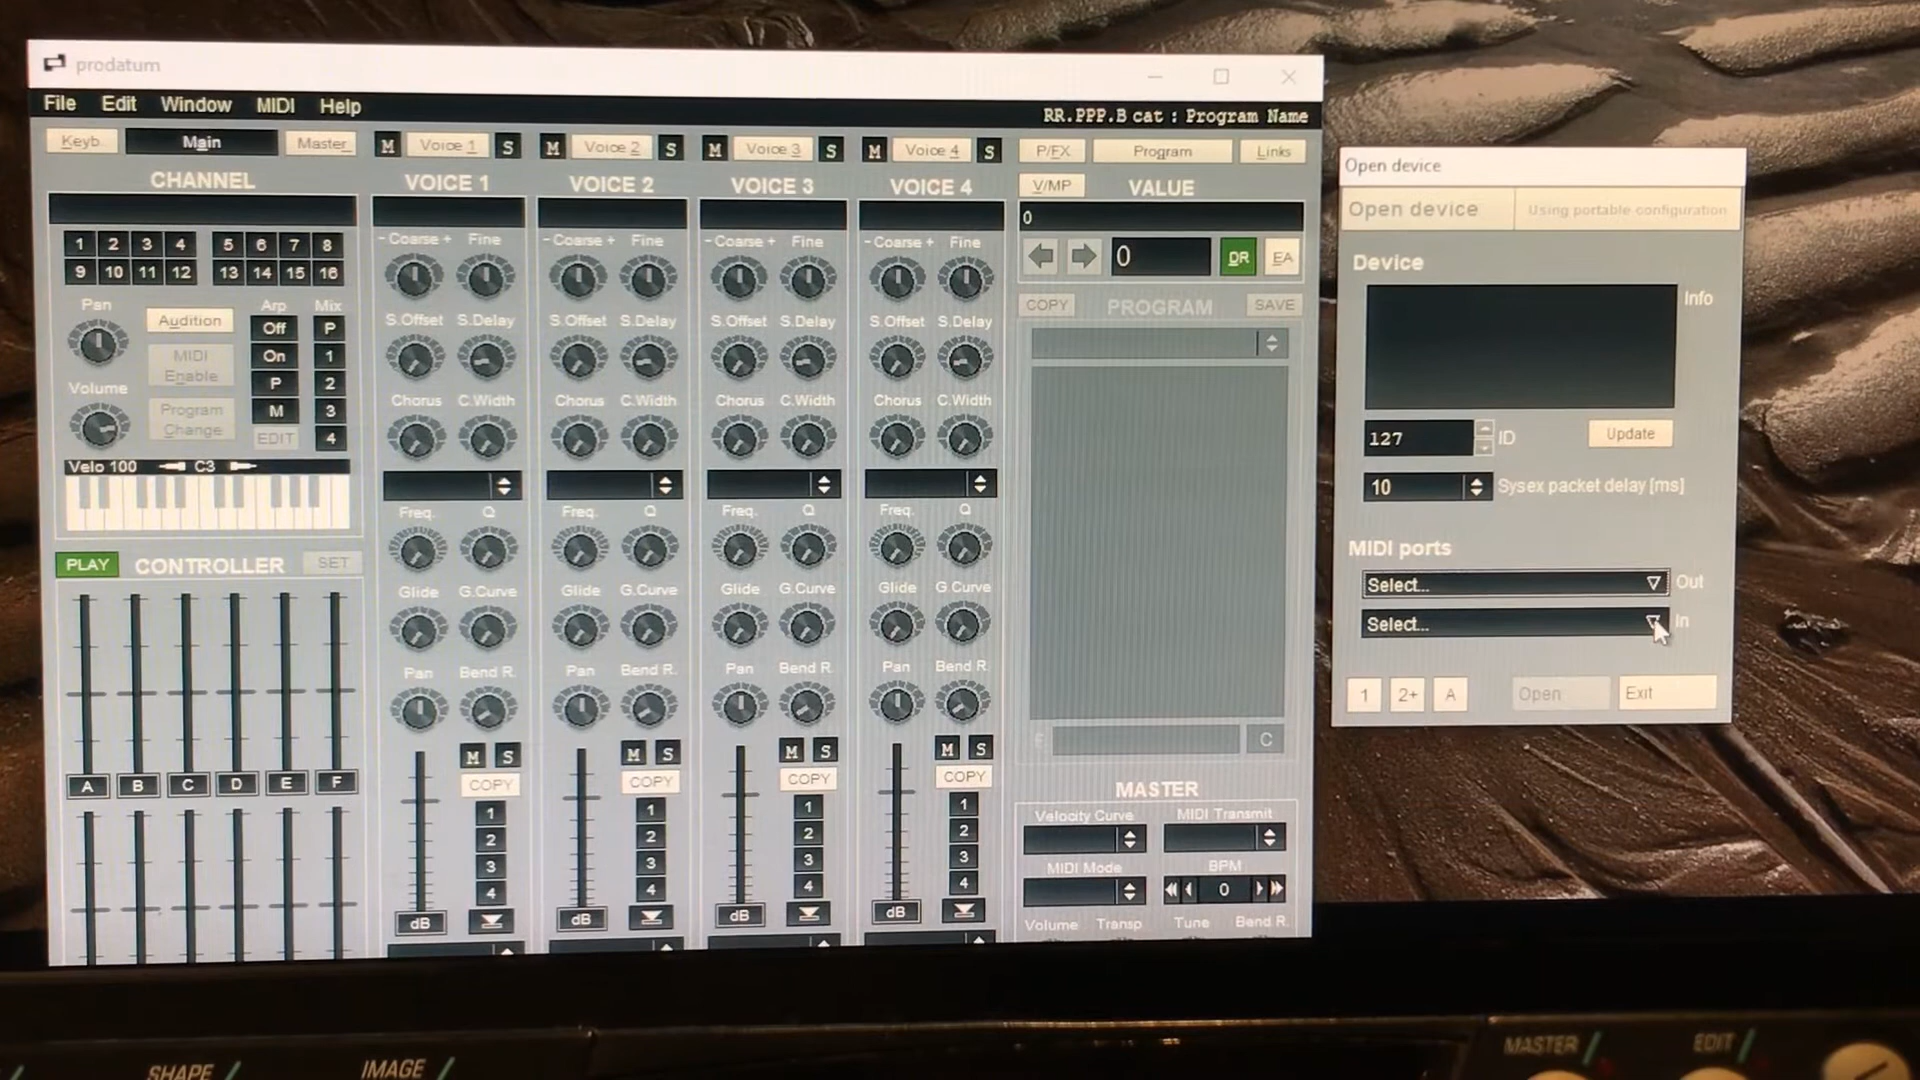 prodatum
File Edit Window MIDI Help
RR.PPP.B cat : Program Name
Keyb. Main Master
M Voice 1 S M Voice 2 S M Voice 3 S M Voice 4 S
P/FX Program Links
CHANNEL
VOICE 1 VOICE 2 VOICE 3 VOICE 4
V/MP VALUE
0
- Coarse + Fine - Coarse + Fine - Coarse + Fine - Coarse + Fine
1 2 3 4 5 6 7 8
9 10 11 12 13 14 15 16
0 DR EA
Pan Audition Arp Mix
COPY PROGRAM SAVE
S.Offset S.Delay S.Offset S.Delay S.Offset S.Delay S.Offset S.Delay
Off P
MIDI Enable On 1
P 2
Volume
Chorus C.Width Chorus C.Width Chorus C.Width Chorus C.Width
Program Change M 3
EDIT 4
Velo 100 C3
Freq. Q Freq. Q Freq. Q Freq. Q
PLAY CONTROLLER SET
Glide G.Curve Glide G.Curve Glide G.Curve Glide G.Curve
Pan Bend R. Pan Bend R. Pan Bend R. Pan Bend R.
M S M S M S M S
COPY COPY COPY COPY
A B C D E F
1 1 1 1
2 2 2 2
3 3 3 3
4 4 4 4
dB dB dB dB
C
MASTER
Velocity Curve MIDI Transmit
MIDI Mode BPM
0
Volume Transp Tune Bend R.
Open device
Open device Using portable configuration
Device
Info
127 ID Update
10 Sysex packet delay [ms]
MIDI ports
Select... Out
Select... In
1 2+ A Open Exit
SHAPE IMAGE MASTER EDIT